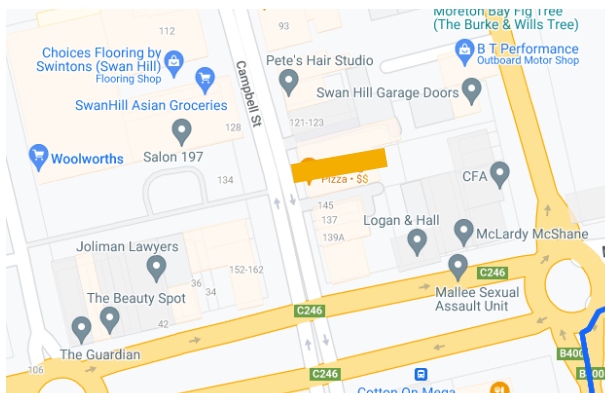 Moreton Bay Fig Tree
(The Burke & Wills Tree)
112
93
Choices Flooring by
Swintons (Swan Hill)
Flooring Shop
Pete's Hair Studio
B T Performance
Outboard Motor Shop
Campbell St
Swan Hill Garage Doors
SwanHill Asian Groceries
121-123
128
Woolworths
Salon 197
134
Pizza • $$
CFA
145
137
139A
Logan & Hall
McLardy McShane
Joliman Lawyers
152-162
36
34
C246
Mallee Sexual
Assault Unit
The Beauty Spot
C246
42
The Guardian
B400
106
C246
B400
Cotton On Mega